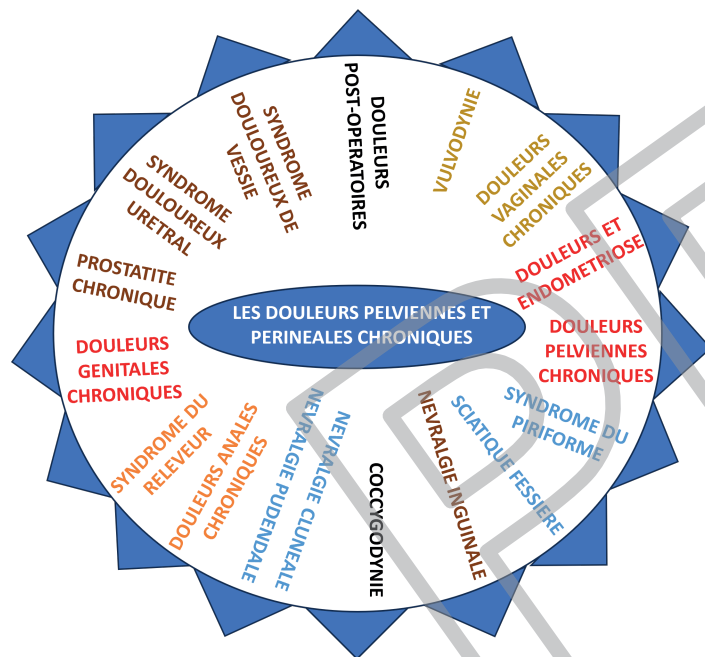 DOULEURS
POST-OPERATOIRES
VULVODYNIE
DOULEURS
VAGINALES
CHRONIQUES
DOULEURS ET
ENDOMETRIOSE
DOULEURS
PELVIENNES
CHRONIQUES
SYNDROME DU
PIRIFORME
SCIATIQUE FESSIERE
NEVRALGIE INGUINALE
COCCYGODYNIE
NEVRALGIE CLUNEALE
NEVRALGIE PUDENDALE
DOULEURS ANALES
CHRONIQUES
SYNDROME DU
RELEVEUR
DOULEURS
GENITALES
CHRONIQUES
PROSTATITE
CHRONIQUE
SYNDROME
DOULOUREUX
URETRAL
SYNDROME
DOULOUREUX DE
VESSIE
LES DOULEURS PELVIENNES ET
PERINEALES CHRONIQUES